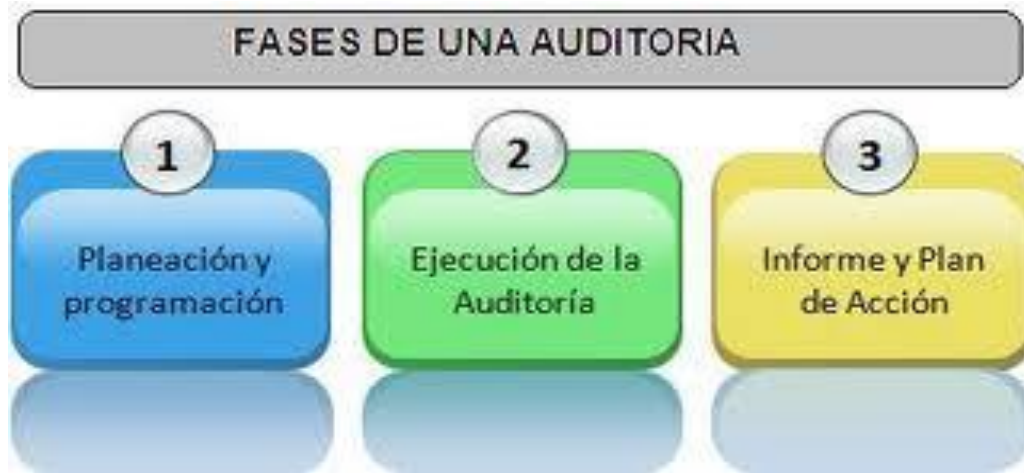 FASES DE UNA AUDITORIA
1
Planeación y
programación
2
Ejecución de la
Auditoría
3
Informe y Plan
de Acción